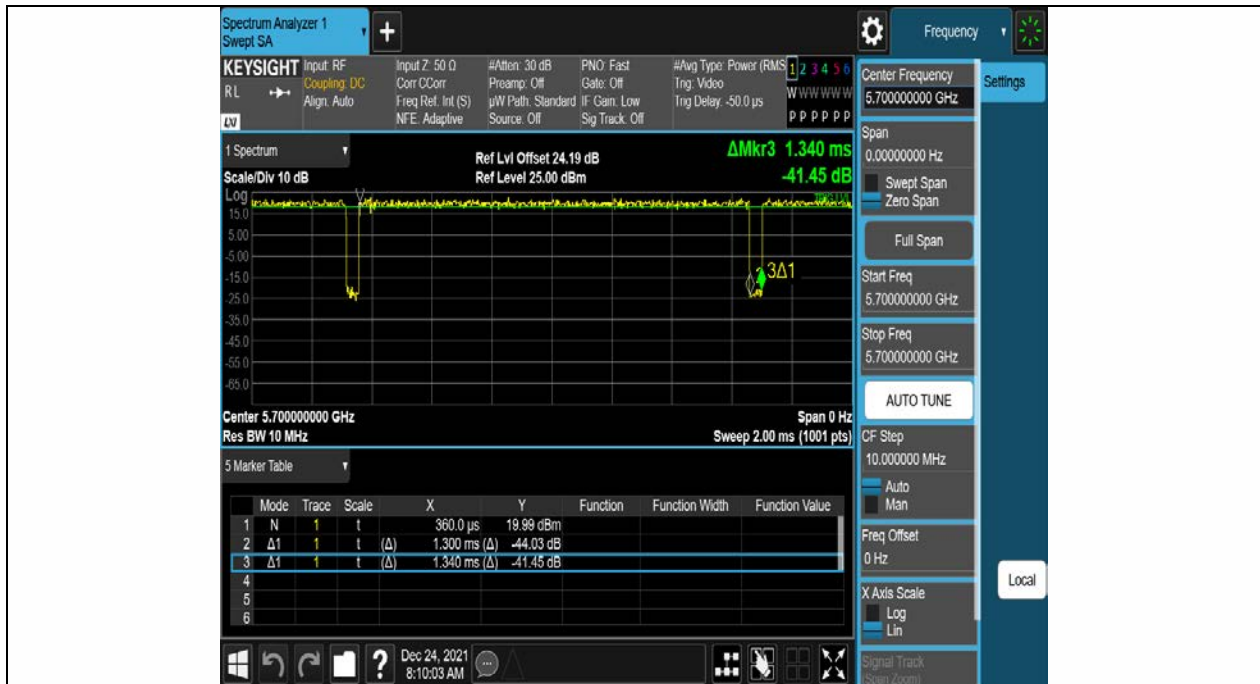 Spectrum Analyzer 1
Swept SA
+
Frequency
KEYSIGHT
RL
LXI
Input: RF
Coupling: DC
Align: Auto
Input Z: 50 Ω
Corr CCorr
Freq Ref: Int (S)
NFE: Adaptive
#Atten: 30 dB
Preamp: Off
µW Path: Standard
Source: Off
PNO: Fast
Gate: Off
IF Gain: Low
Sig Track: Off
#Avg Type: Power (RMS
Trig: Video
Trig Delay: -50.0 µs
1 2 3 4 5 6
W W W W W W
P P P P P P
1 Spectrum
Scale/Div 10 dB
Ref Lvl Offset 24.19 dB
Ref Level 25.00 dBm
ΔMkr3 1.340 ms
-41.45 dB
Log
15.0
5.00
-5.00
-15.0
-25.0
-35.0
-45.0
-55.0
-65.0
3Δ1
Center 5.700000000 GHz
Res BW 10 MHz
Span 0 Hz
Sweep 2.00 ms (1001 pts)
5 Marker Table
Mode Trace Scale X Y Function Function Width Function Value
1 N 1 t 360.0 µs 19.99 dBm
2 Δ1 1 t (Δ) 1.300 ms (Δ) -44.03 dB
3 Δ1 1 t (Δ) 1.340 ms (Δ) -41.45 dB
4
5
6
Center Frequency
5.700000000 GHz
Span
0.00000000 Hz
Swept Span
Zero Span
Full Span
Start Freq
5.700000000 GHz
Stop Freq
5.700000000 GHz
AUTO TUNE
CF Step
10.000000 MHz
Auto
Man
Freq Offset
0 Hz
X Axis Scale
Log
Lin
Signal Track
(Span Zoom)
Settings
Local
?
Dec 24, 2021
8:10:03 AM